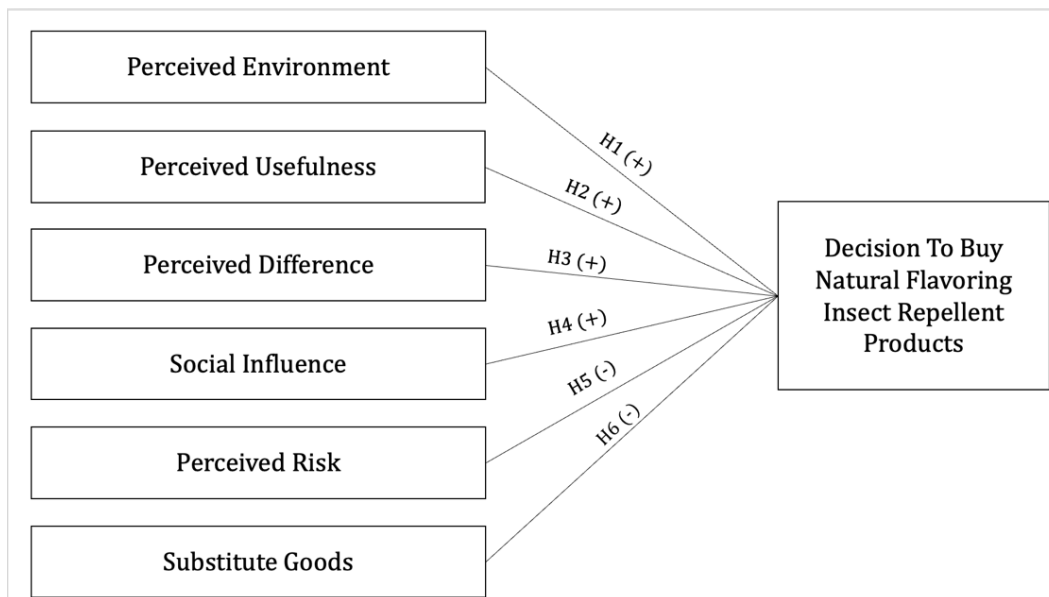 Perceived Environment
H1 (+)
Perceived Usefulness
H2 (+)
Perceived Difference
H3 (+)
Social Influence
H4 (+)
Perceived Risk
H5 (-)
Substitute Goods
H6 (-)
Decision To Buy
Natural Flavoring
Insect Repellent
Products